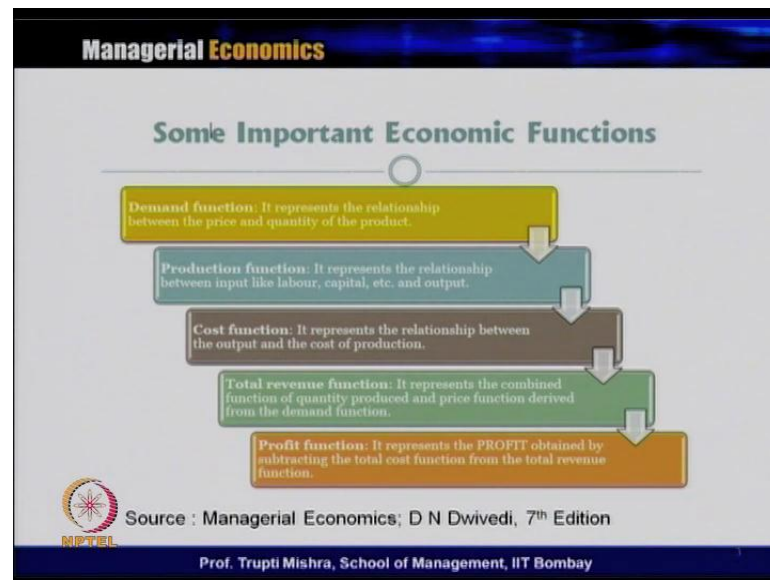 Managerial Economics
Some Important Economic Functions
Demand function: It represents the relationship
between the price and quantity of the product.
Production function: It represents the relationship
between input like labour, capital, etc. and output.
Cost function: It represents the relationship between
the output and the cost of production.
Total revenue function: It represents the combined
function of quantity produced and price function derived
from the demand function.
Profit function: It represents the PROFIT obtained by
subtracting the total cost function from the total revenue
function.
Source : Managerial Economics; D N Dwivedi, 7th Edition
NPTEL
Prof. Trupti Mishra, School of Management, IIT Bombay